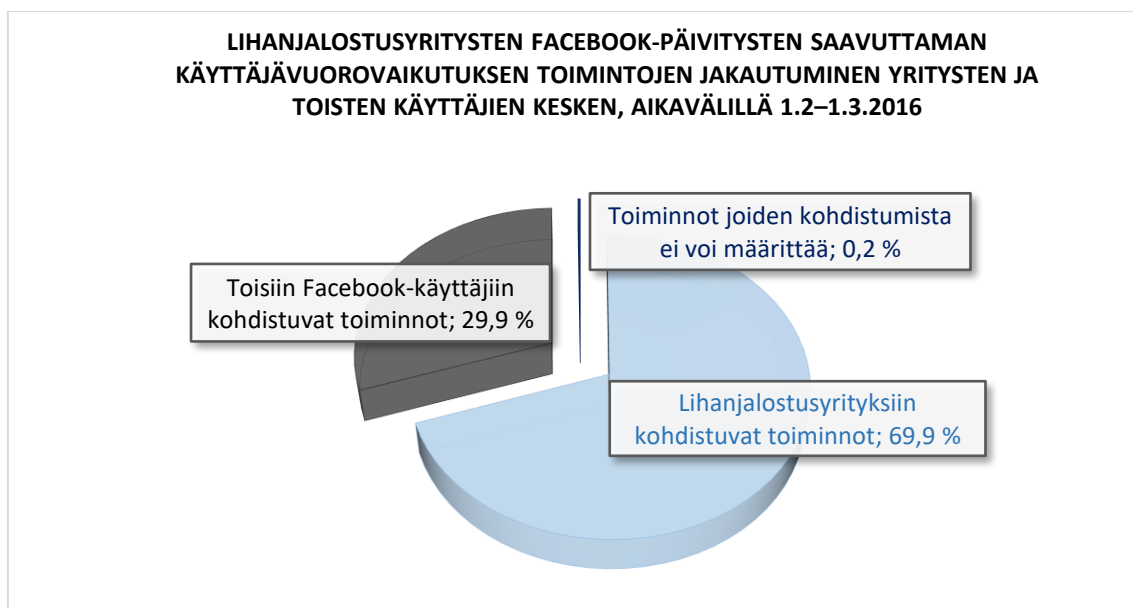 LIHANJALOSTUSYRITYSTEN FACEBOOK-PÄIVITYSTEN SAAVUTTAMAN
KÄYTTÄJÄVUOROVAIKUTUKSEN TOIMINTOJEN JAKAUTUMINEN YRITYSTEN JA
TOISTEN KÄYTTÄJIEN KESKEN, AIKAVÄLILLÄ 1.2–1.3.2016
Toiminnot joiden kohdistumista
ei voi määrittää; 0,2 %
Toisiin Facebook-käyttäjiin
kohdistuvat toiminnot; 29,9 %
Lihanjalostusyrityksiin
kohdistuvat toiminnot; 69,9 %